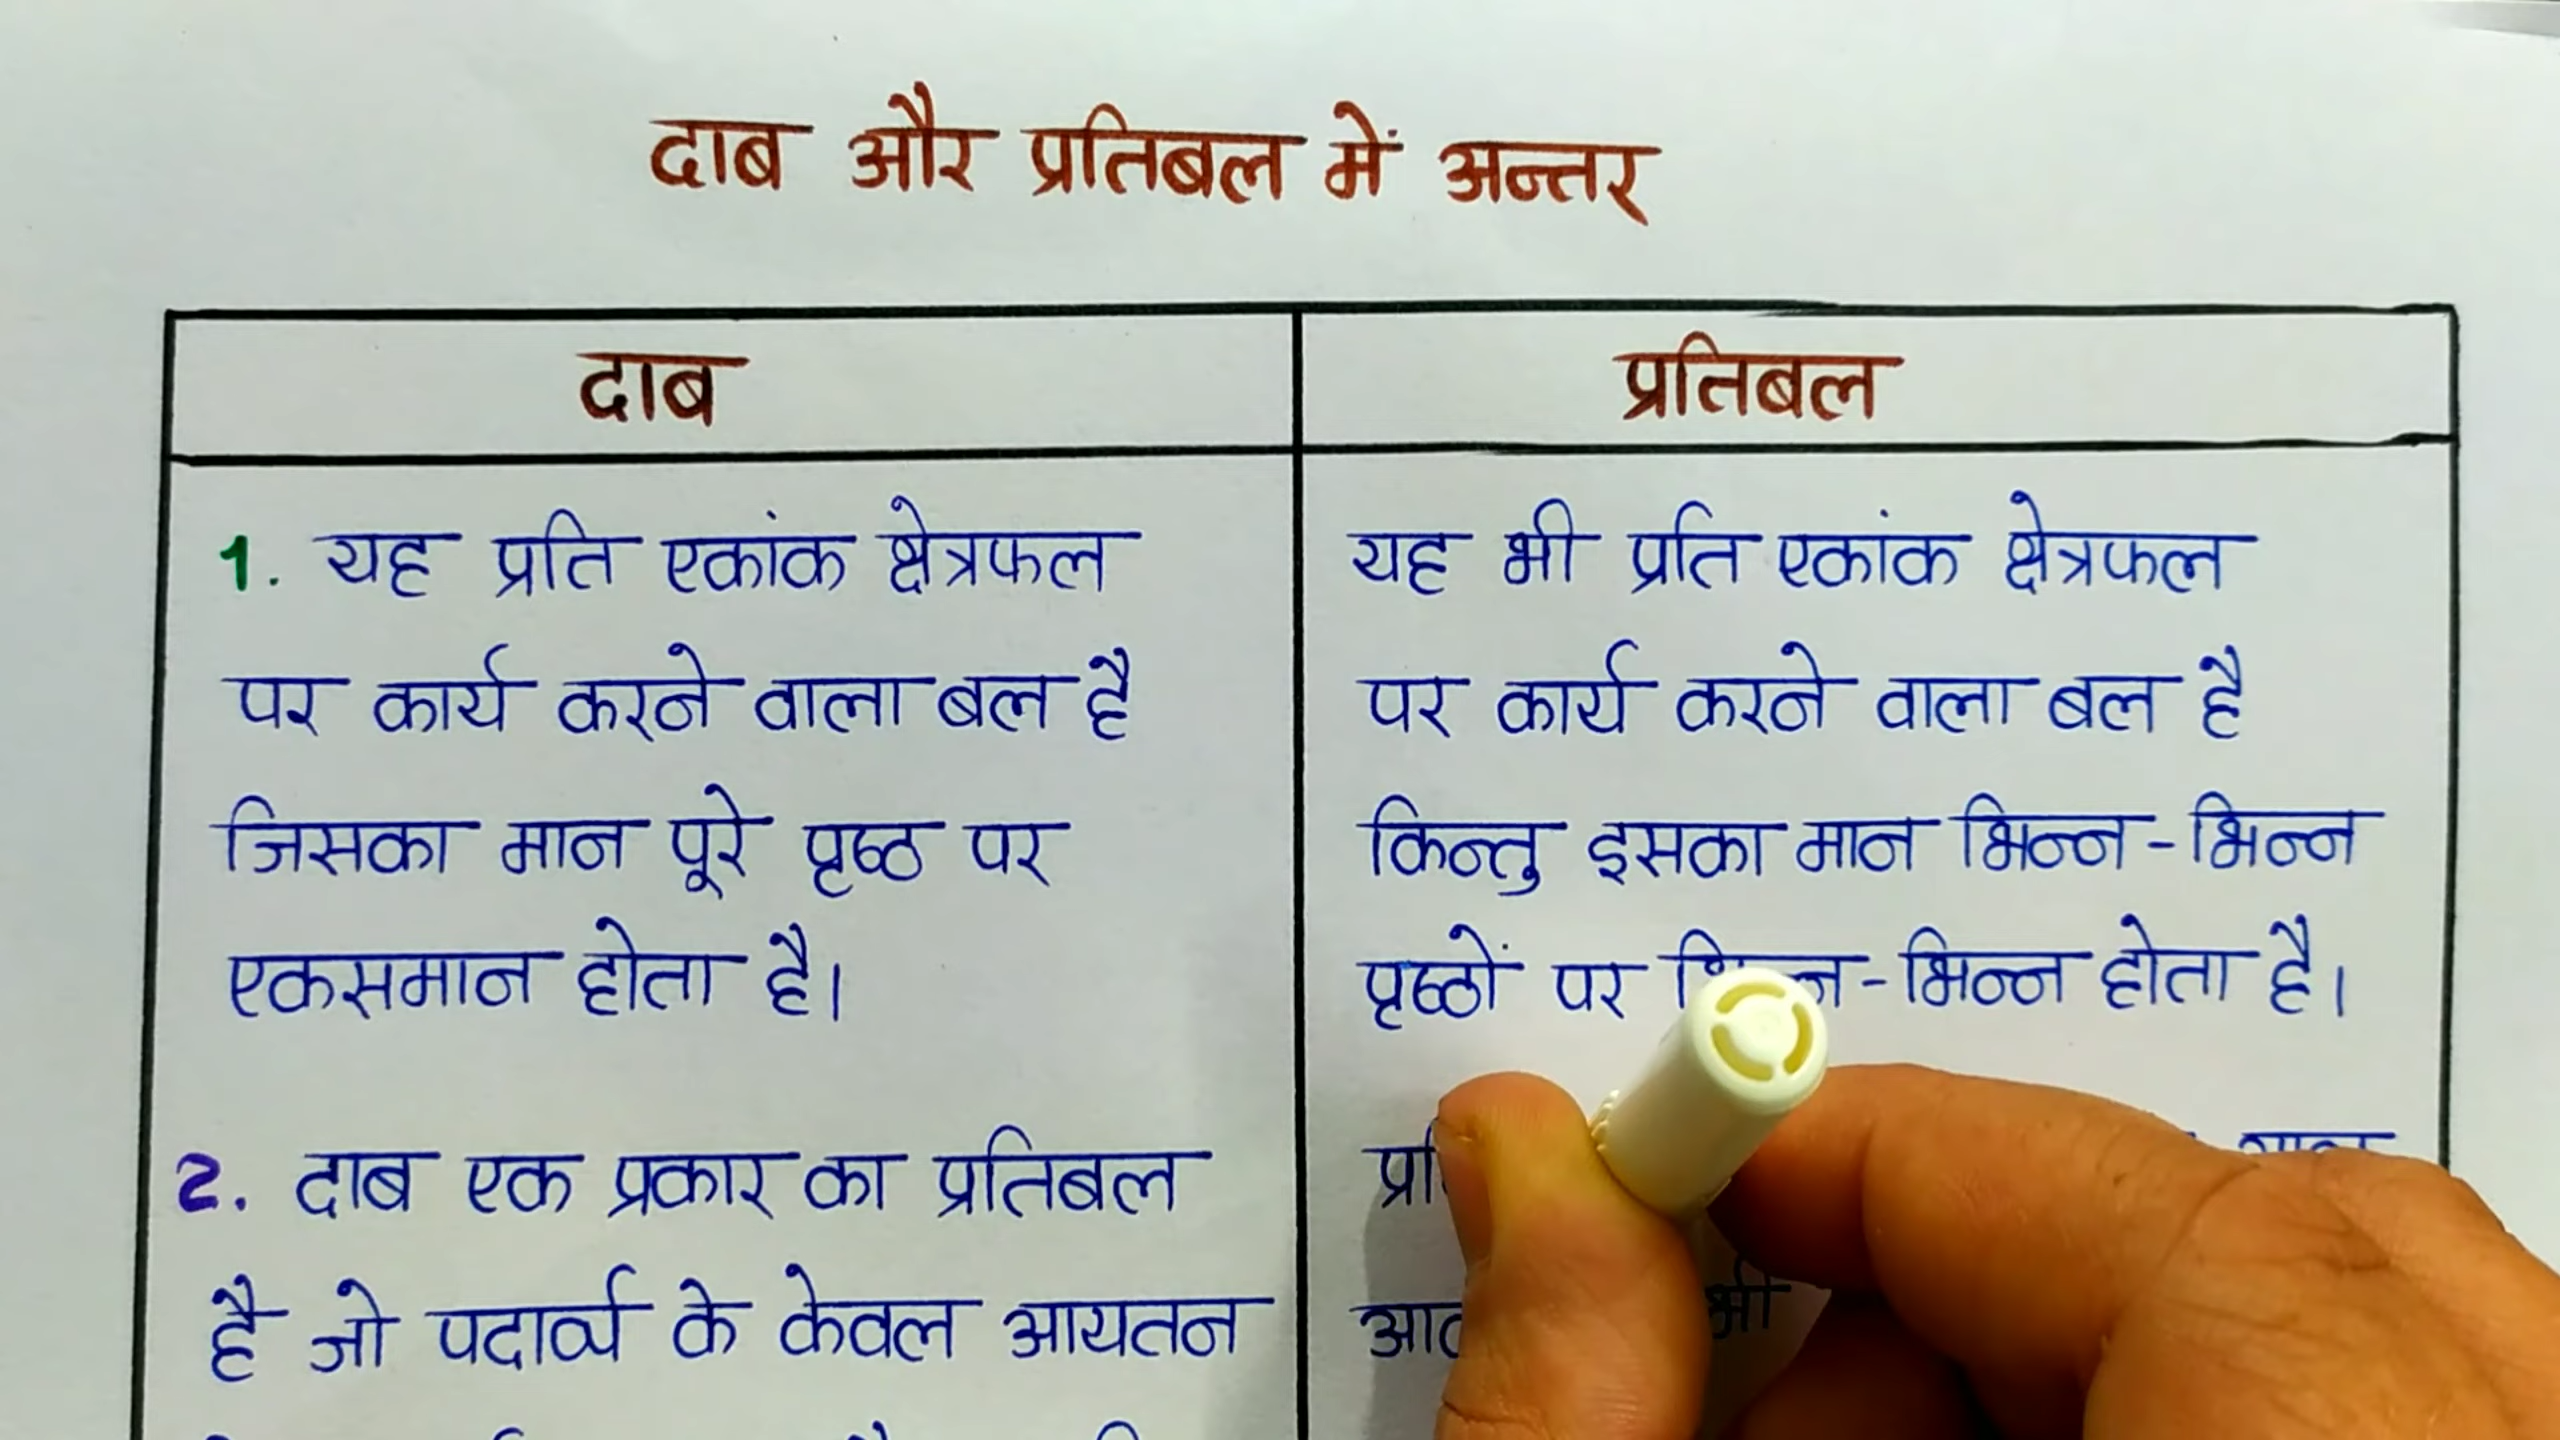 दाब और प्रतिबल में अन्तर
दाब
प्रतिबल
1. यह प्रति एकांक क्षेत्रफल
पर कार्य करने वाला बल है
जिसका मान पूरे पृष्ठ पर
एकसमान होता है।
2. दाब एक प्रकार का प्रतिबल
है जो पदार्थ के केवल आयतन
यह भी प्रति एकांक क्षेत्रफल
पर कार्य करने वाला बल है
किन्तु इसका मान भिन्न-भिन्न
पृष्ठों पर भिन्न-भिन्न होता है।
भी